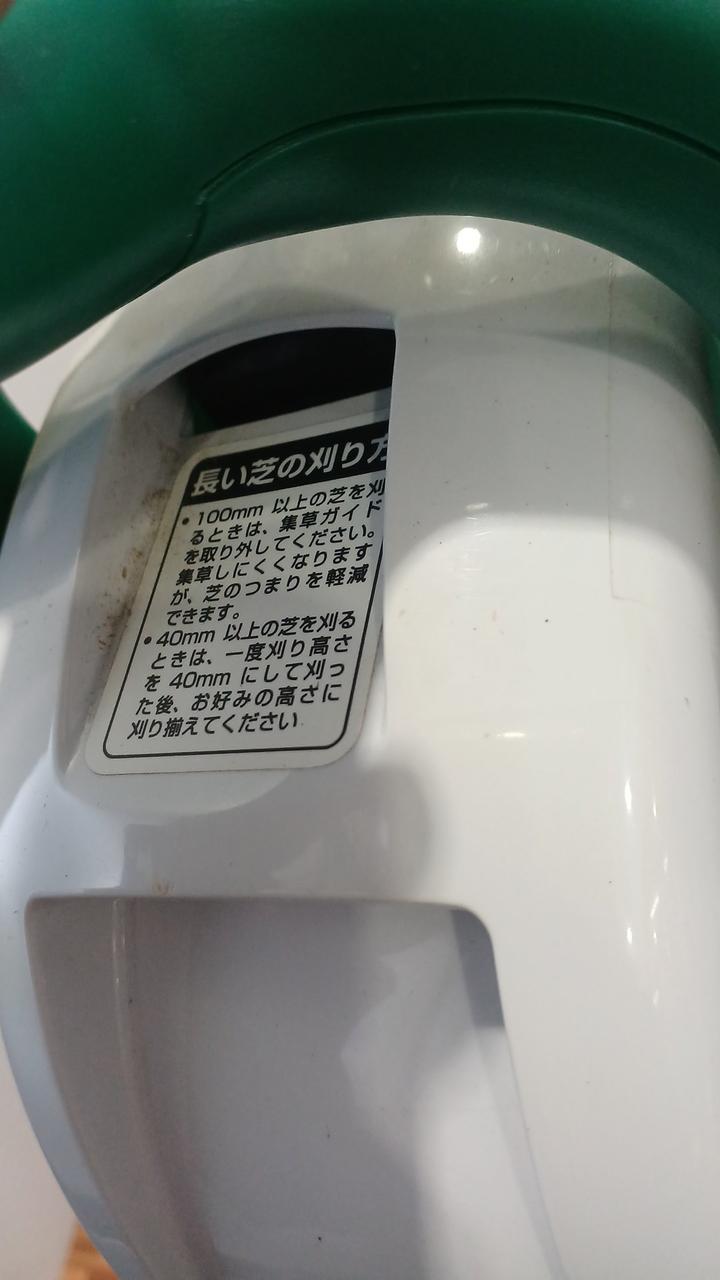 長い芝の刈り方
• 100mm 以上の芝を刈
るときは、集草ガイド
を取り外してください。
集草しにくくなります
が、芝のつまりを軽減
できます。
• 40mm 以上の芝を刈る
ときは、一度刈り高さ
を 40mm にして刈っ
た後、お好みの高さに
刈り揃えてください